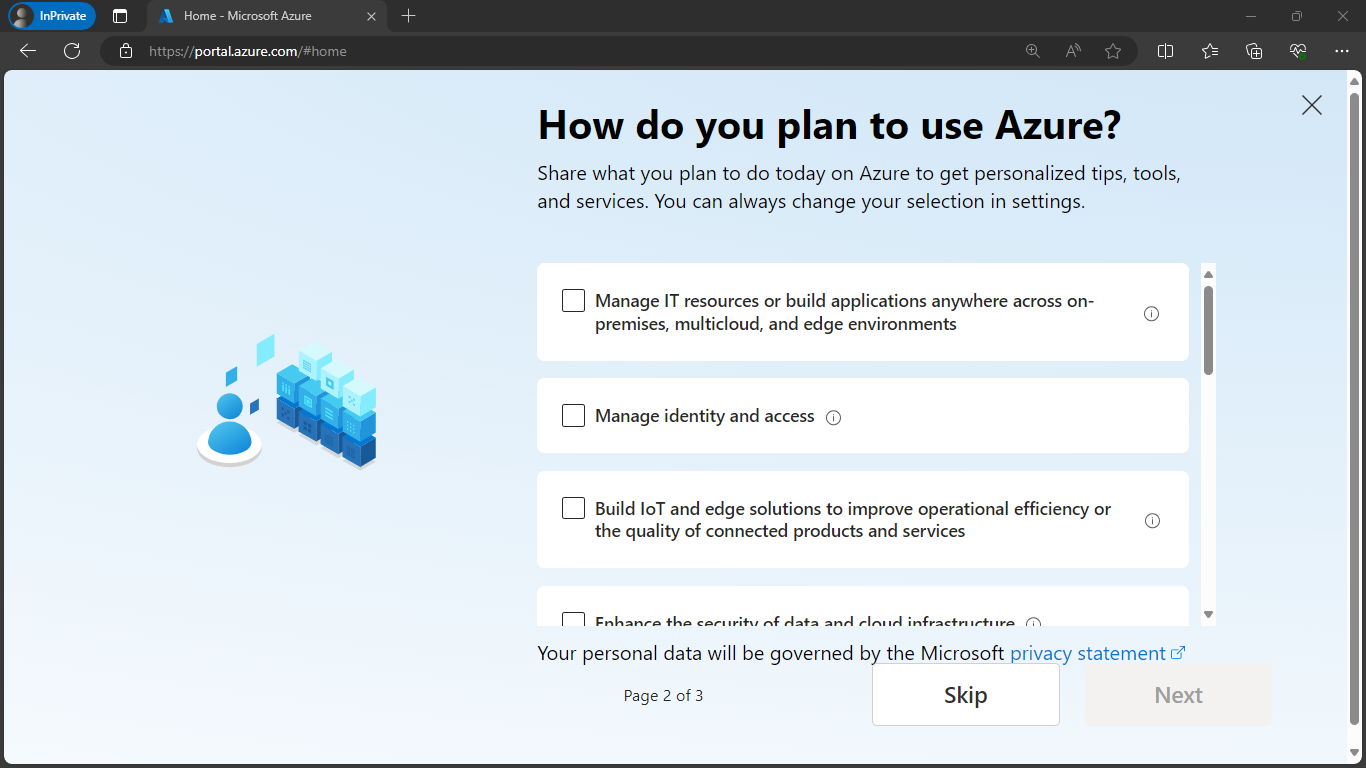 InPrivate
Home - Microsoft Azure
https://portal.azure.com/#home
How do you plan to use Azure?
Share what you plan to do today on Azure to get personalized tips, tools,
and services. You can always change your selection in settings.
Manage IT resources or build applications anywhere across on-
premises, multicloud, and edge environments
Manage identity and access
Build IoT and edge solutions to improve operational efficiency or
the quality of connected products and services
Enhance the security of data and cloud infrastructure
Your personal data will be governed by the Microsoft privacy statement
Page 2 of 3
Skip
Next